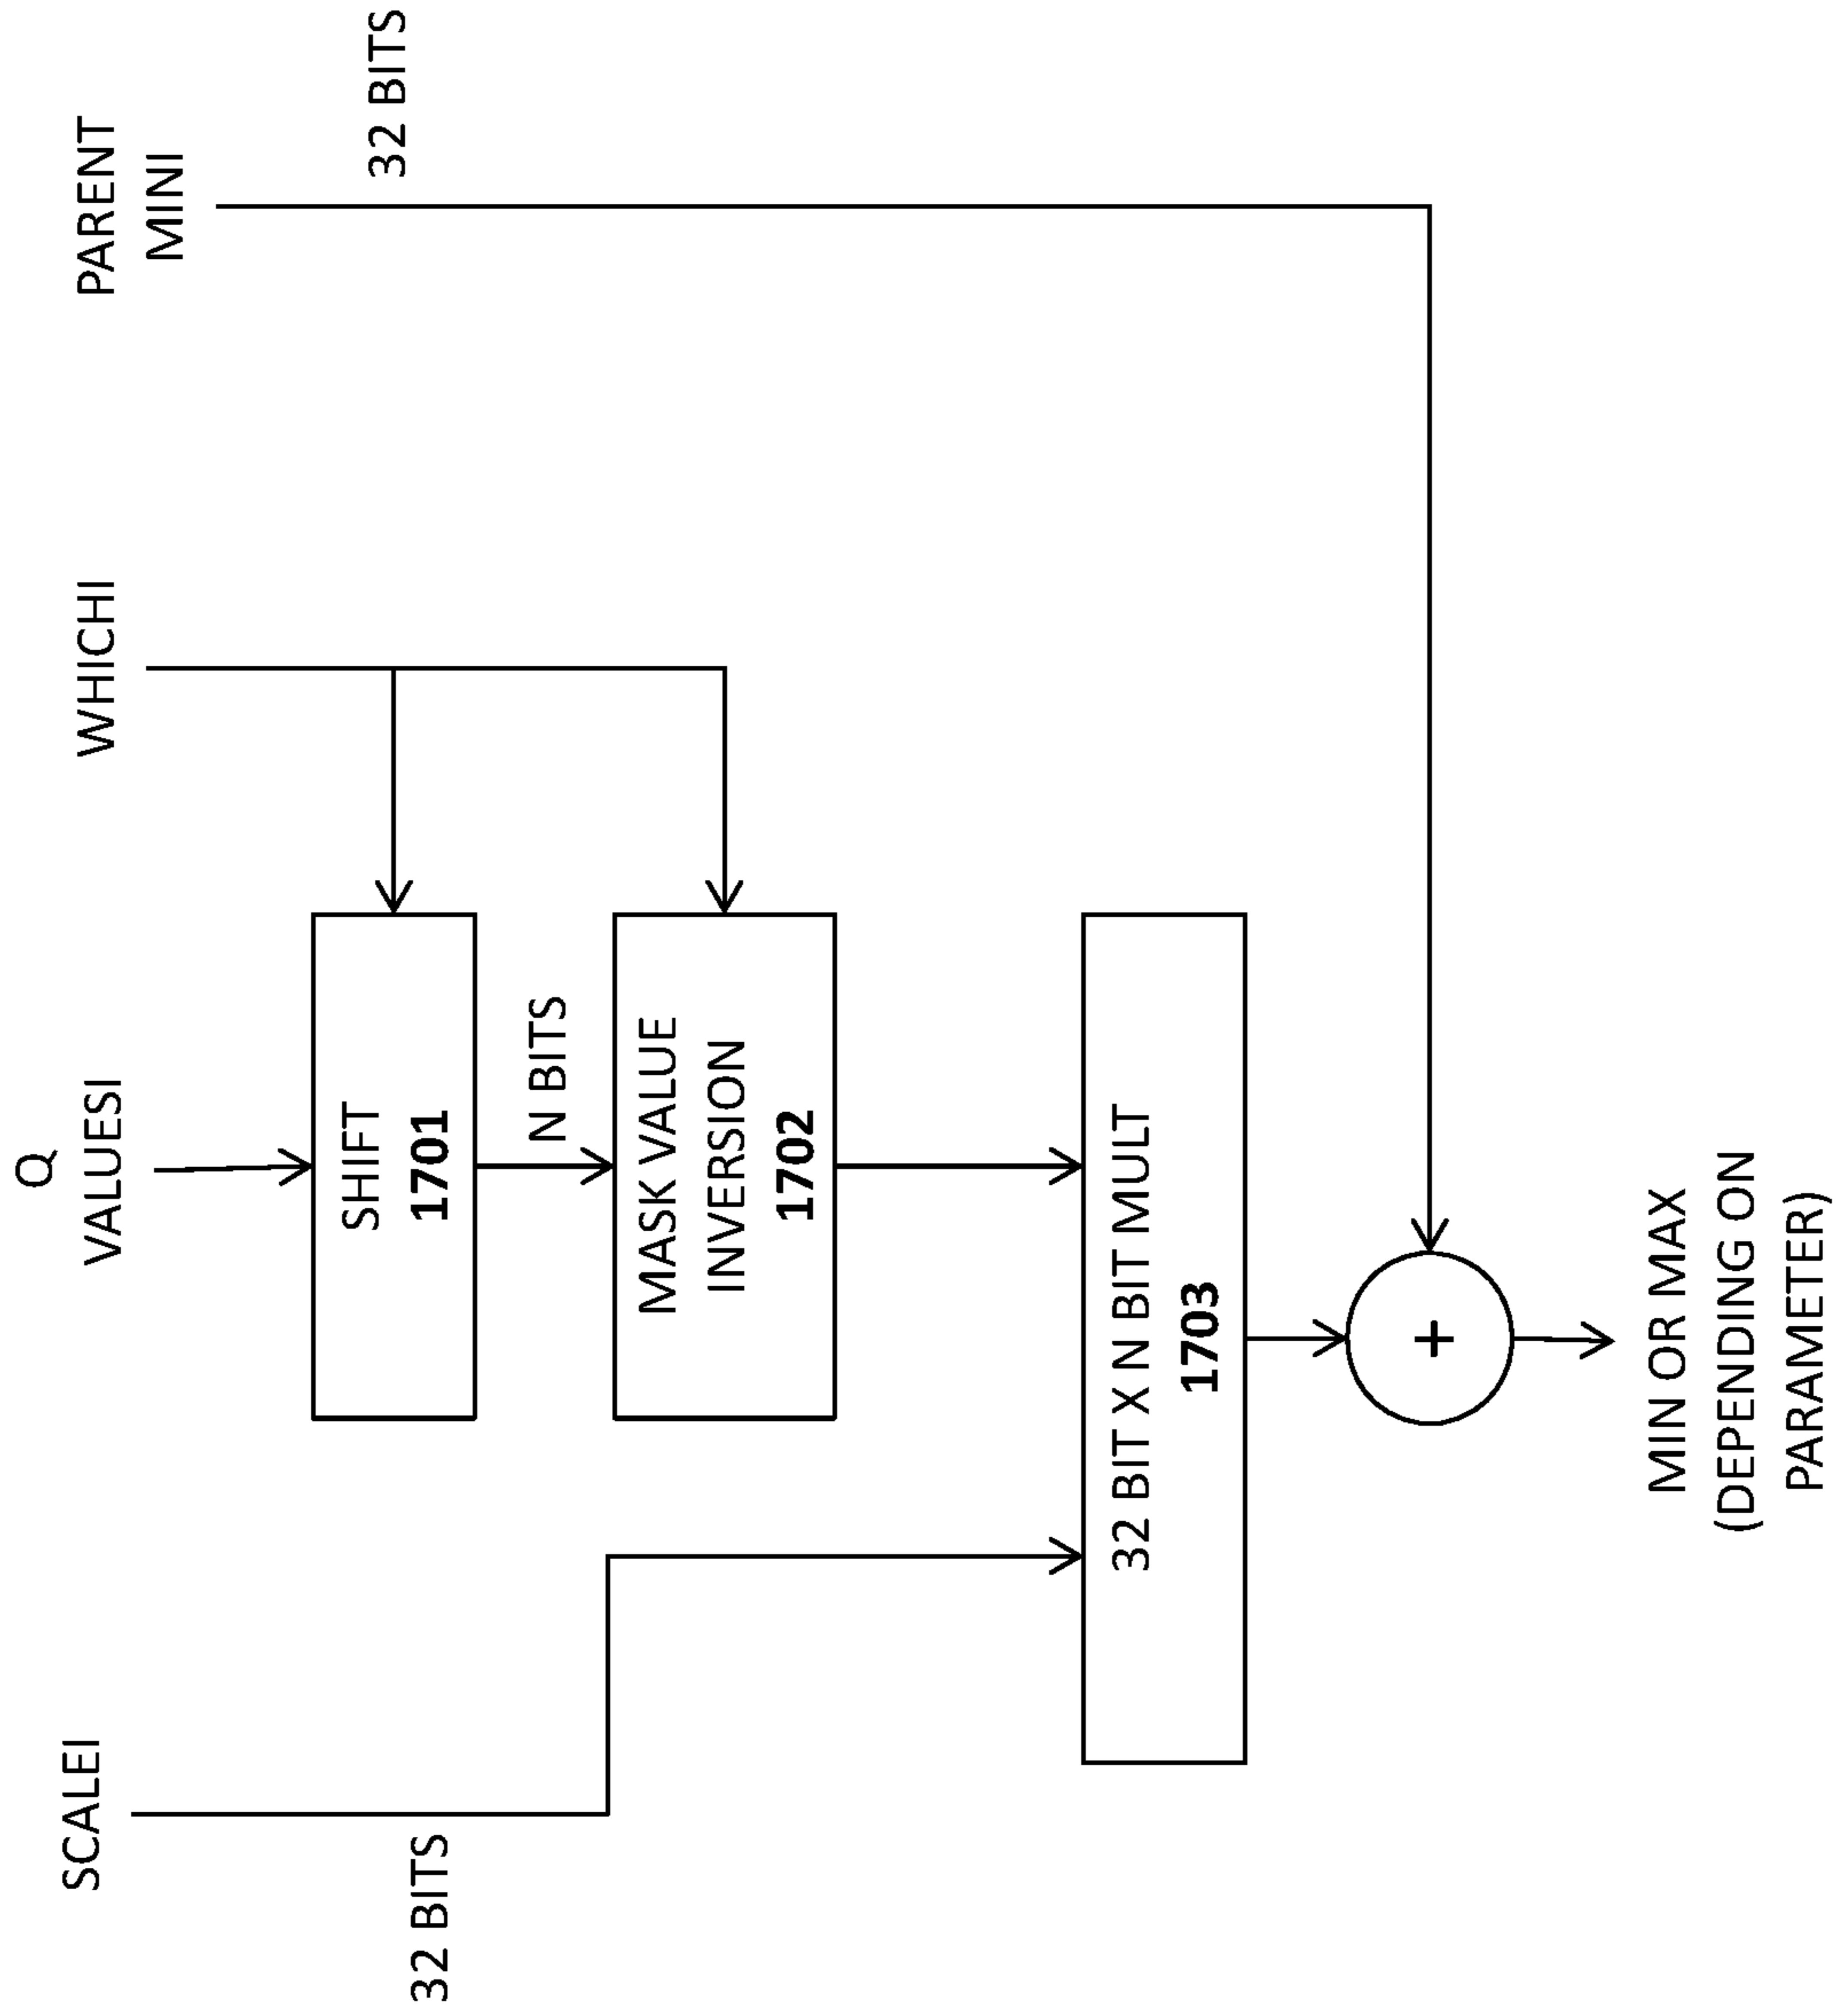 SCALEI
Q
VALUESI
WHICHI
PARENT
MINI
32 BITS
32 BITS
SHIFT
1701
N BITS
MASK VALUE
INVERSION
1702
32 BIT X N BIT MULT
1703
+
MIN OR MAX
(DEPENDING ON
PARAMETER)